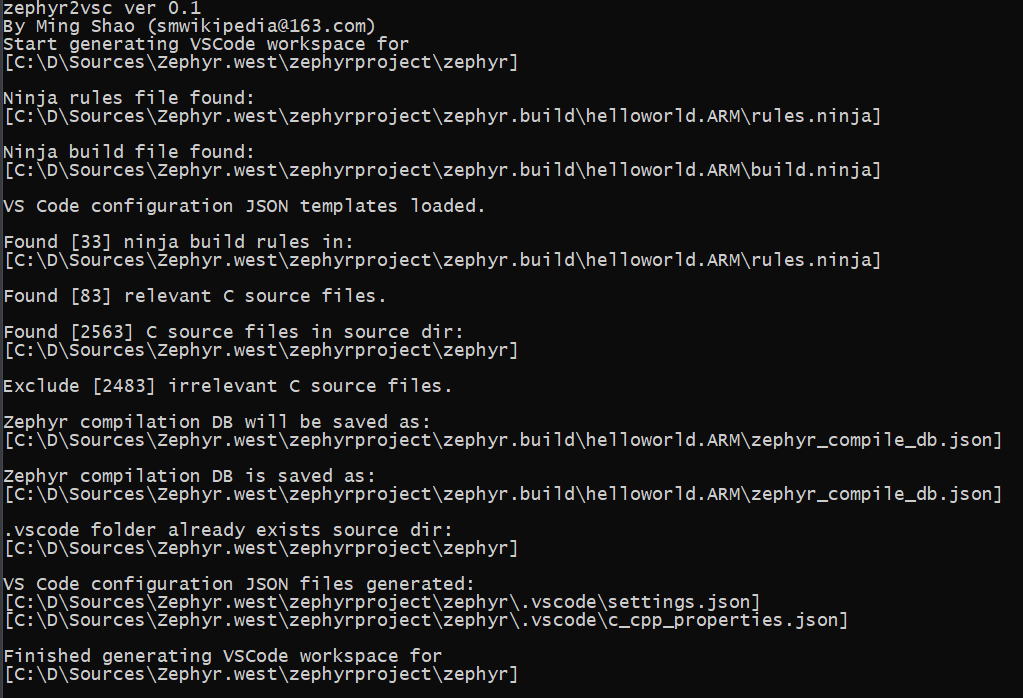 zephyr2vsc ver 0.1
By Ming Shao (smwikipedia@163.com)
Start generating VSCode workspace for
[C:\D\Sources\Zephyr.west\zephyrproject\zephyr]
Ninja rules file found:
[C:\D\Sources\Zephyr.west\zephyrproject\zephyr.build\helloworld.ARM\rules.ninja]
Ninja build file found:
[C:\D\Sources\Zephyr.west\zephyrproject\zephyr.build\helloworld.ARM\build.ninja]
VS Code configuration JSON templates loaded.
Found [33] ninja build rules in:
[C:\D\Sources\Zephyr.west\zephyrproject\zephyr.build\helloworld.ARM\rules.ninja]
Found [83] relevant C source files.
Found [2563] C source files in source dir:
[C:\D\Sources\Zephyr.west\zephyrproject\zephyr]
Exclude [2483] irrelevant C source files.
Zephyr compilation DB will be saved as:
[C:\D\Sources\Zephyr.west\zephyrproject\zephyr.build\helloworld.ARM\zephyr_compile_db.json]
Zephyr compilation DB is saved as:
[C:\D\Sources\Zephyr.west\zephyrproject\zephyr.build\helloworld.ARM\zephyr_compile_db.json]
.vscode folder already exists source dir:
[C:\D\Sources\Zephyr.west\zephyrproject\zephyr]
VS Code configuration JSON files generated:
[C:\D\Sources\Zephyr.west\zephyrproject\zephyr\.vscode\settings.json]
[C:\D\Sources\Zephyr.west\zephyrproject\zephyr\.vscode\c_cpp_properties.json]
Finished generating VSCode workspace for
[C:\D\Sources\Zephyr.west\zephyrproject\zephyr]